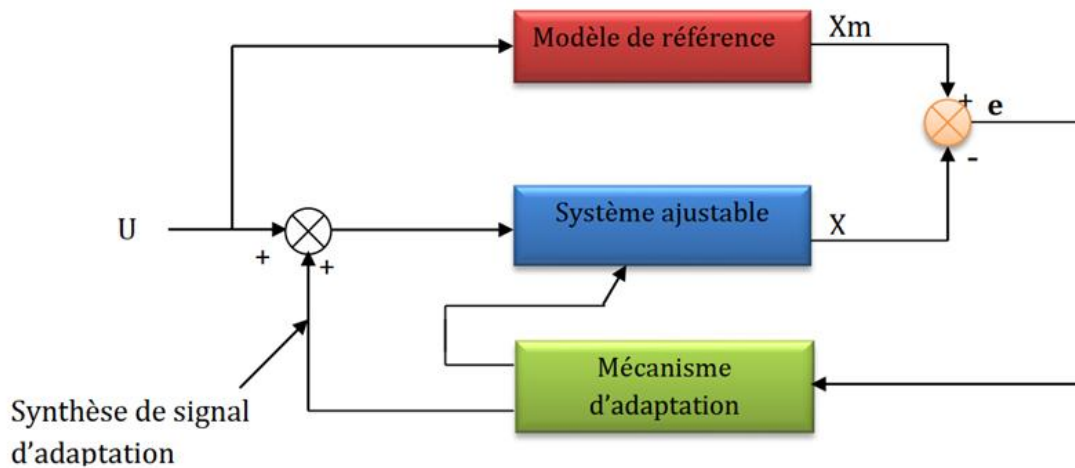 Modèle de référence
Xm
+
e
-
U
+
+
Système ajustable
X
Mécanisme
d'adaptation
Synthèse de signal
d'adaptation